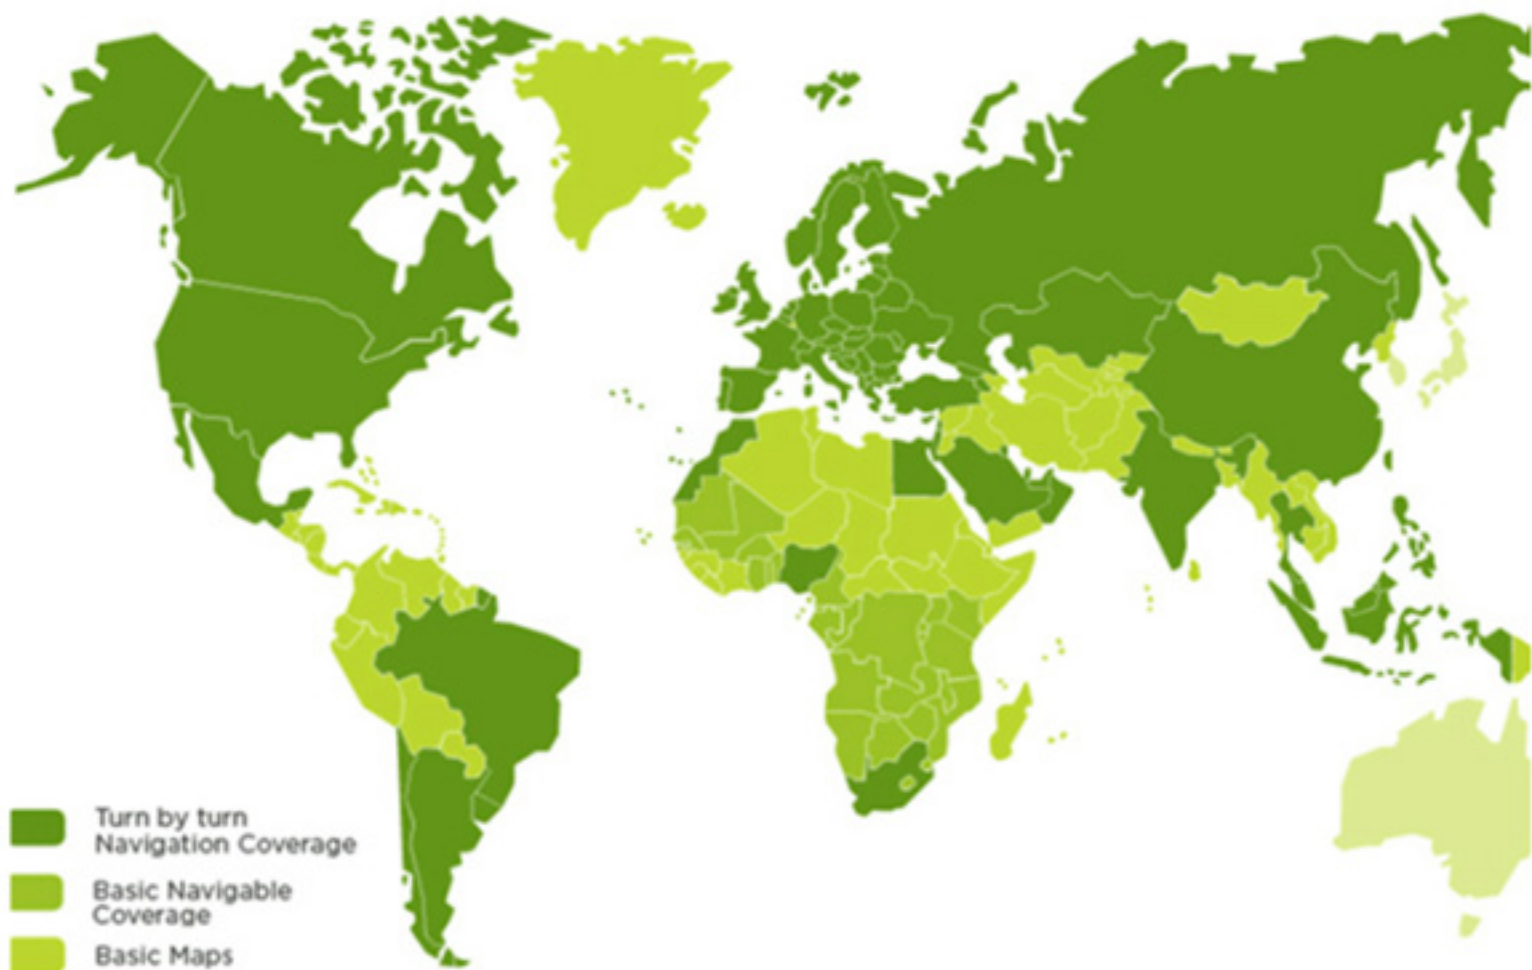 Turn by turn
Navigation Coverage
Basic Navigable
Coverage
Basic Maps